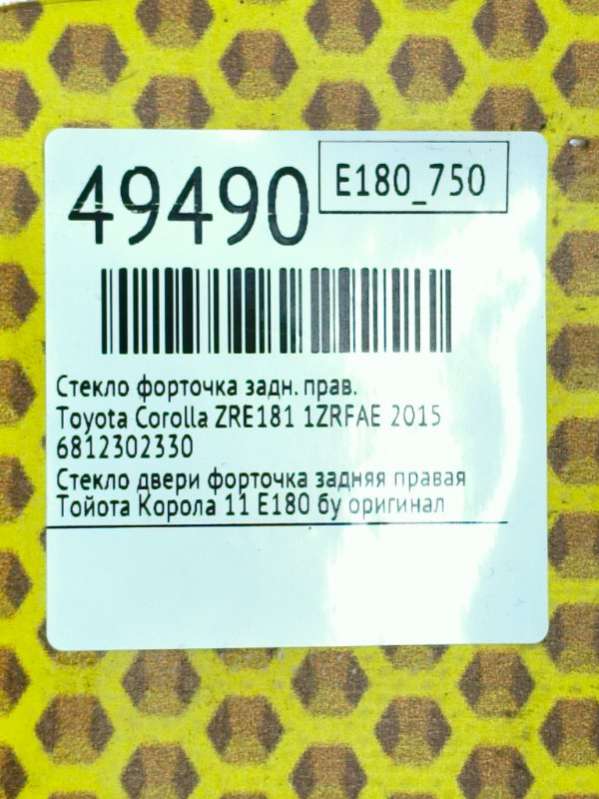 49490
E180_750
Стекло форточка задн. прав.
Toyota Corolla ZRE181 1ZRFAE 2015
6812302330
Стекло двери форточка задняя правая
Тойота Корола 11 Е180 бу оригинал